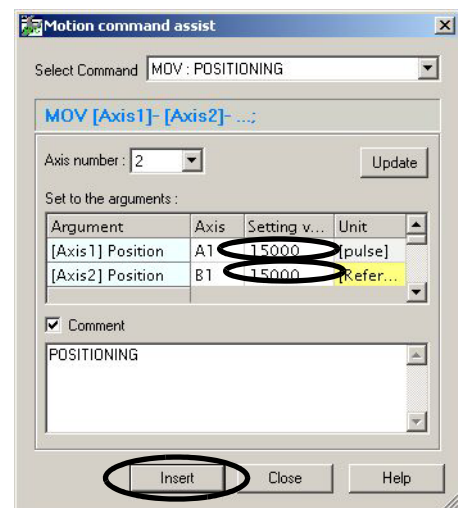 Motion command assist
Select Command MOV : POSITIONING
MOV [Axis1]- [Axis2]- ...;
Axis number : 2 Update
Set to the arguments :
Argument Axis Setting v... Unit
[Axis1] Position A1 15000 [pulse]
[Axis2] Position B1 15000 [Refer...
Comment
POSITIONING
Insert Close Help